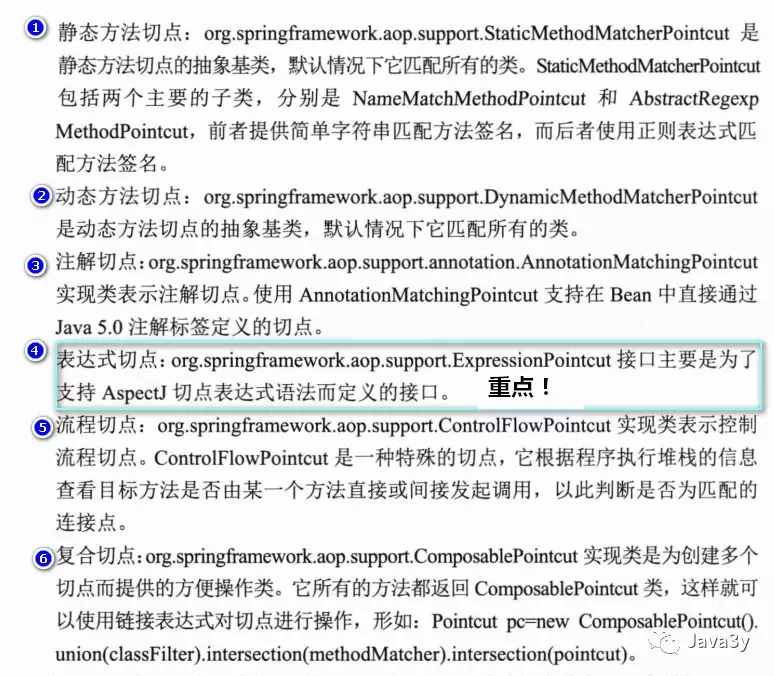 ① 静态方法切点：org.springframework.aop.support.StaticMethodMatcherPointcut 是
静态方法切点的抽象基类，默认情况下它匹配所有的类。StaticMethodMatcherPointcut
包括两个主要的子类，分别是 NameMatchMethodPointcut 和 AbstractRegexp
MethodPointcut，前者提供简单字符串匹配方法签名，而后者使用正则表达式匹
配方法签名。
② 动态方法切点：org.springframework.aop.support.DynamicMethodMatcherPointcut
是动态方法切点的抽象基类，默认情况下它匹配所有的类。
③ 注解切点：org.springframework.aop.support.annotation.AnnotationMatchingPointcut
实现类表示注解切点。使用 AnnotationMatchingPointcut 支持在 Bean 中直接通过
Java 5.0 注解标签定义的切点。
④ 表达式切点：org.springframework.aop.support.ExpressionPointcut 接口主要是为了
支持 AspectJ 切点表达式语法而定义的接口。 重点！
⑤ 流程切点：org.springframework.aop.support.ControlFlowPointcut 实现类表示控制
流程切点。ControlFlowPointcut 是一种特殊的切点，它根据程序执行堆栈的信息
查看目标方法是否由某一个方法直接或间接发起调用，以此判断是否为匹配的
连接点。
⑥ 复合切点：org.springframework.aop.support.ComposablePointcut 实现类是为创建多个
切点而提供的方便操作类。它所有的方法都返回 ComposablePointcut 类，这样就可
以使用链接表达式对切点进行操作，形如：Pointcut pc=new ComposablePointcut().
union(classFilter).intersection(methodMatcher).intersection(pointcut)。
Java3y